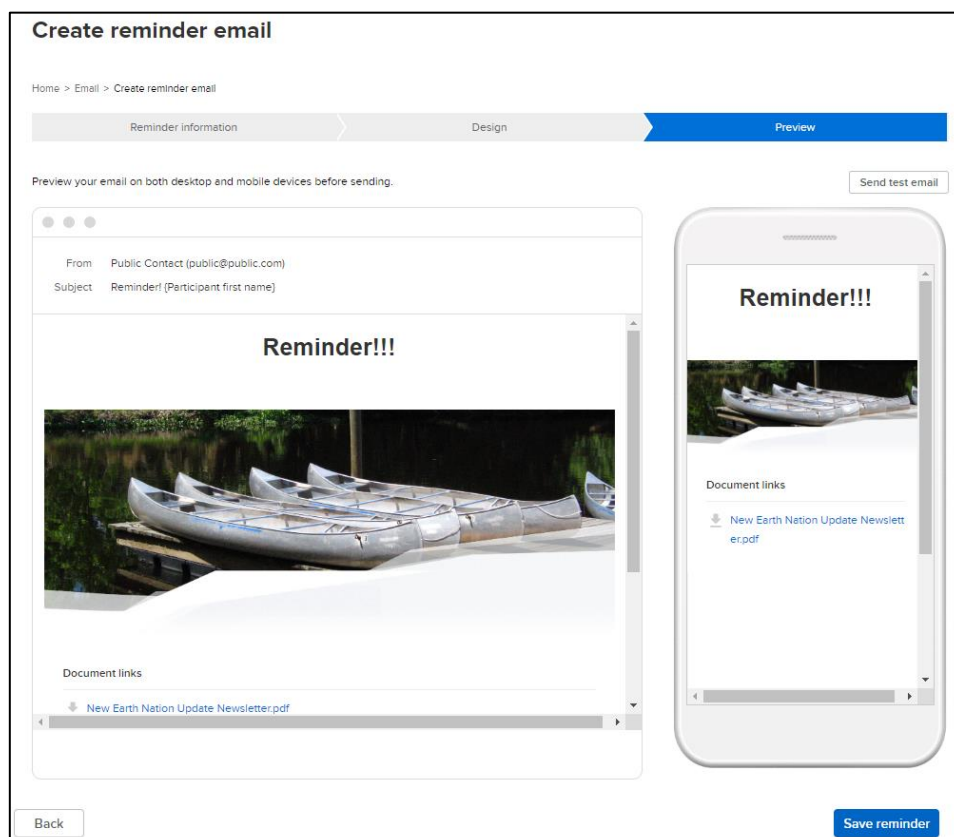 Create reminder email
Home > Email > Create reminder email
Reminder information
Design
Preview
Preview your email on both desktop and mobile devices before sending.
Send test email
From Public Contact (public@public.com)
Subject Reminder! {Participant first name}
Reminder!!!
Document links
New Earth Nation Update Newsletter.pdf
Reminder!!!
Document links
New Earth Nation Update Newslett
er.pdf
Back
Save reminder